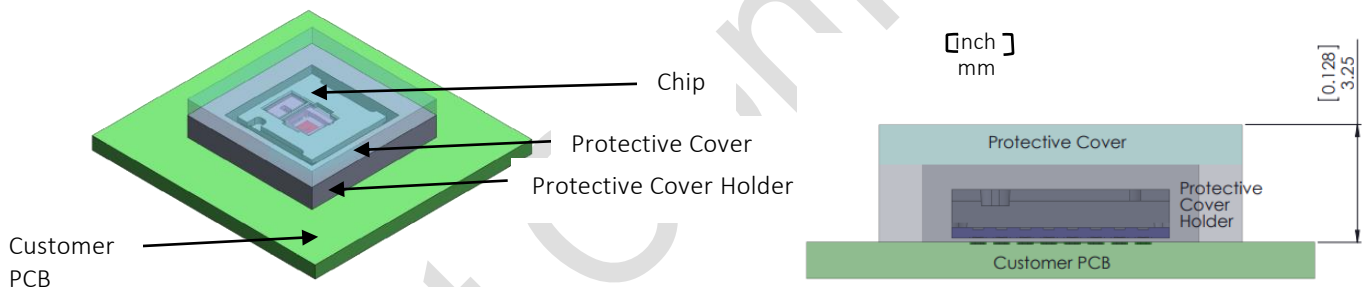 Chip
Protective Cover
Protective Cover Holder
Customer
PCB
[inch]
mm
[0.128]
3.25
Protective Cover
Protective
Cover
Holder
Customer PCB